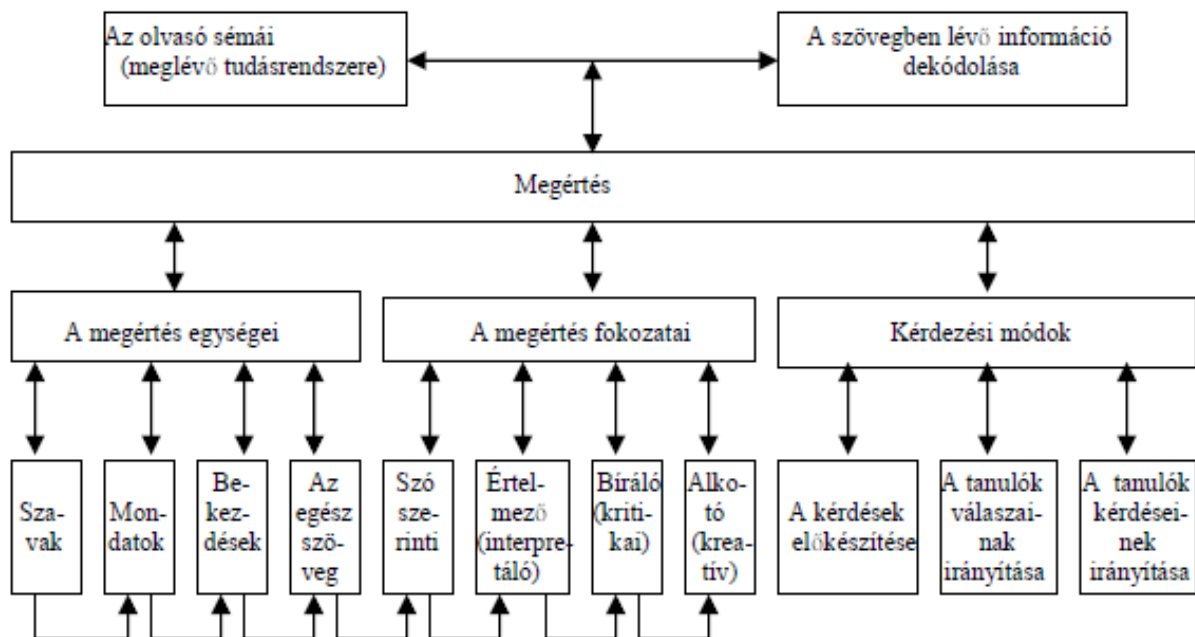 Az olvasó sémái
(meglévő tudásrendszere)
A szövegben lévő információ
dekódolása
Megértés
A megértés egységei
A megértés fokozatai
Kérdezési módok
Sza-
vak
Mon-
datok
Be-
kez-
dések
Az
egész
szö-
veg
Szó
sze-
rinti
Értel-
mező
(interpre-
táló)
Bíráló
(kriti-
kai)
Alko-
tó
(krea-
tív)
A kérdések
előkészítése
A tanulók
válaszai-
nak
irányítása
A tanulók
kérdései-
nek
irányítása